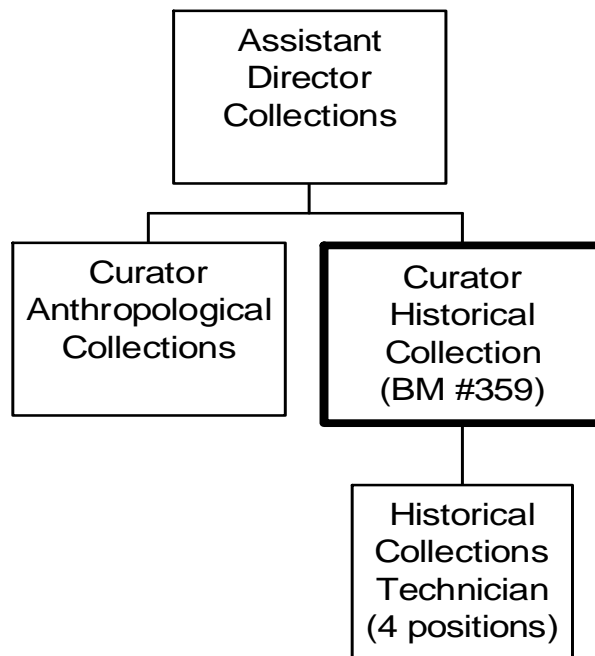 Assistant
Director
Collections
Curator
Anthropological
Collections
Curator
Historical
Collection
(BM #359)
Historical
Collections
Technician
(4 positions)